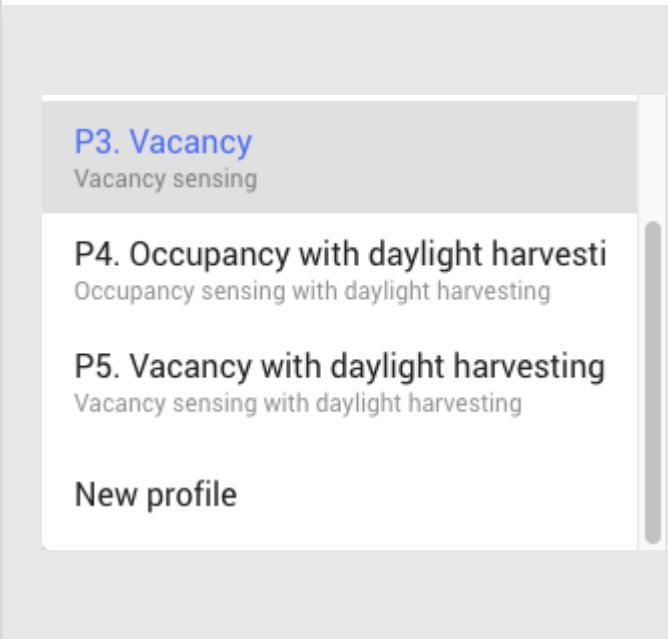 P3. Vacancy
Vacancy sensing
P4. Occupancy with daylight harvesti
Occupancy sensing with daylight harvesting
P5. Vacancy with daylight harvesting
Vacancy sensing with daylight harvesting
New profile